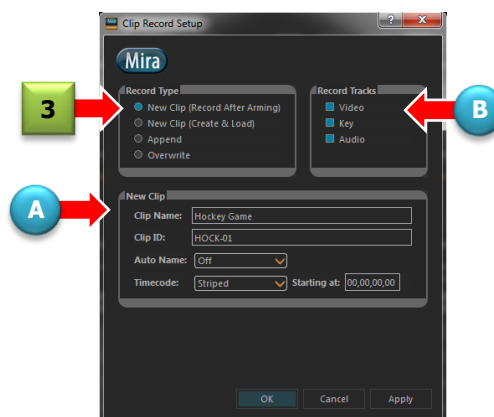 Clip Record Setup
? X
Mira
Record Type
New Clip (Record After Arming)
New Clip (Create & Load)
Append
Overwrite
Record Tracks
Video
Key
Audio
3
B
A
New Clip
Clip Name: Hockey Game
Clip ID: HOCK-01
Auto Name: Off
Timecode: Striped Starting at: 00,00,00,00
OK Cancel Apply